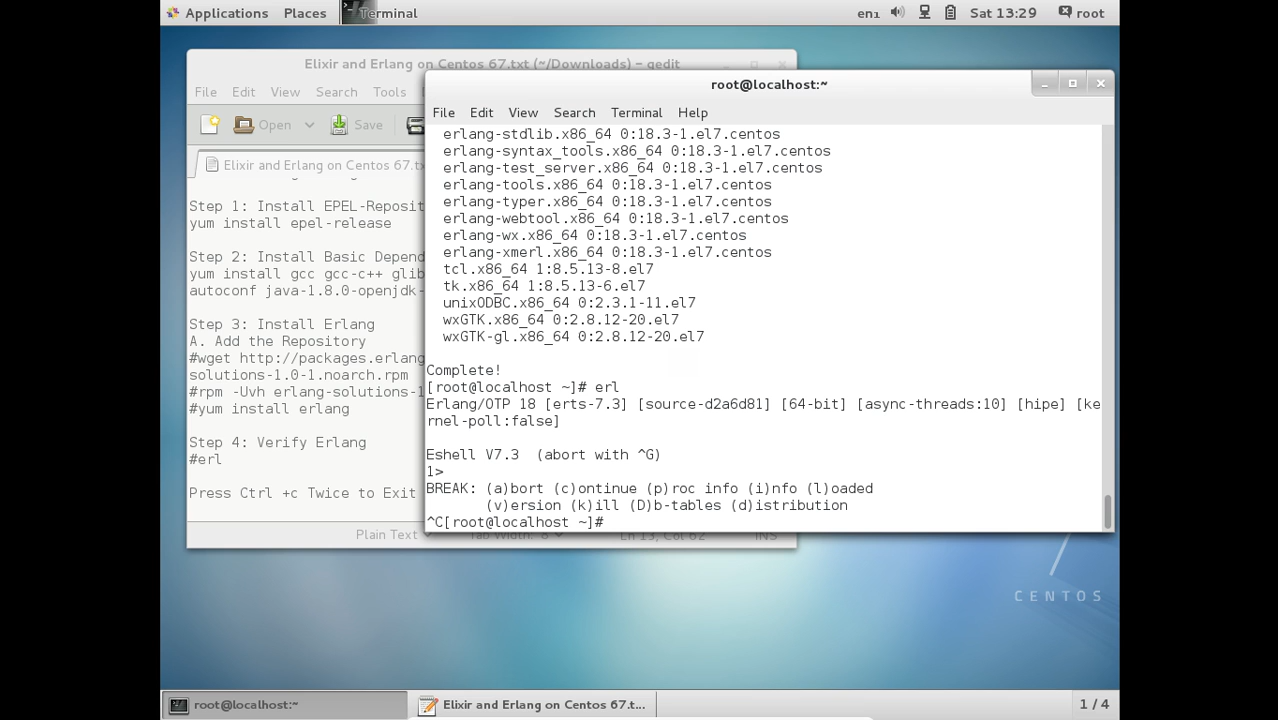 Applications Places Terminal en1 Sat 13:29 root
Elixir and Erlang on Centos 67.txt (~/Downloads) – gedit
File Edit View Search Tools
Open Save
Elixir and Erlang on Centos 67.tx
Step 1: Install EPEL-Reposit
yum install epel-release
Step 2: Install Basic Depend
yum install gcc gcc-c++ glib
autoconf java-1.8.0-openjdk-
Step 3: Install Erlang
A. Add the Repository
#wget http://packages.erlang
solutions-1.0-1.noarch.rpm
#rpm -Uvh erlang-solutions-1
#yum install erlang
Step 4: Verify Erlang
#erl
Press Ctrl +c Twice to Exit
Plain Text Tab Width: 8 Ln 13, Col 62 INS
root@localhost:~
File Edit View Search Terminal Help
erlang-stdlib.x86_64 0:18.3-1.el7.centos
erlang-syntax_tools.x86_64 0:18.3-1.el7.centos
erlang-test_server.x86_64 0:18.3-1.el7.centos
erlang-tools.x86_64 0:18.3-1.el7.centos
erlang-typer.x86_64 0:18.3-1.el7.centos
erlang-webtool.x86_64 0:18.3-1.el7.centos
erlang-wx.x86_64 0:18.3-1.el7.centos
erlang-xmerl.x86_64 0:18.3-1.el7.centos
tcl.x86_64 1:8.5.13-8.el7
tk.x86_64 1:8.5.13-6.el7
unixODBC.x86_64 0:2.3.1-11.el7
wxGTK.x86_64 0:2.8.12-20.el7
wxGTK-gl.x86_64 0:2.8.12-20.el7
Complete!
[root@localhost ~]# erl
Erlang/OTP 18 [erts-7.3] [source-d2a6d81] [64-bit] [async-threads:10] [hipe] [ke
rnel-poll:false]
Eshell V7.3  (abort with ^G)
1>
BREAK: (a)bort (c)ontinue (p)roc info (i)nfo (l)oaded
(v)ersion (k)ill (D)b-tables (d)istribution
^C[root@localhost ~]#
7
CENTOS
root@localhost:~ Elixir and Erlang on Centos 67.t... 1 / 4